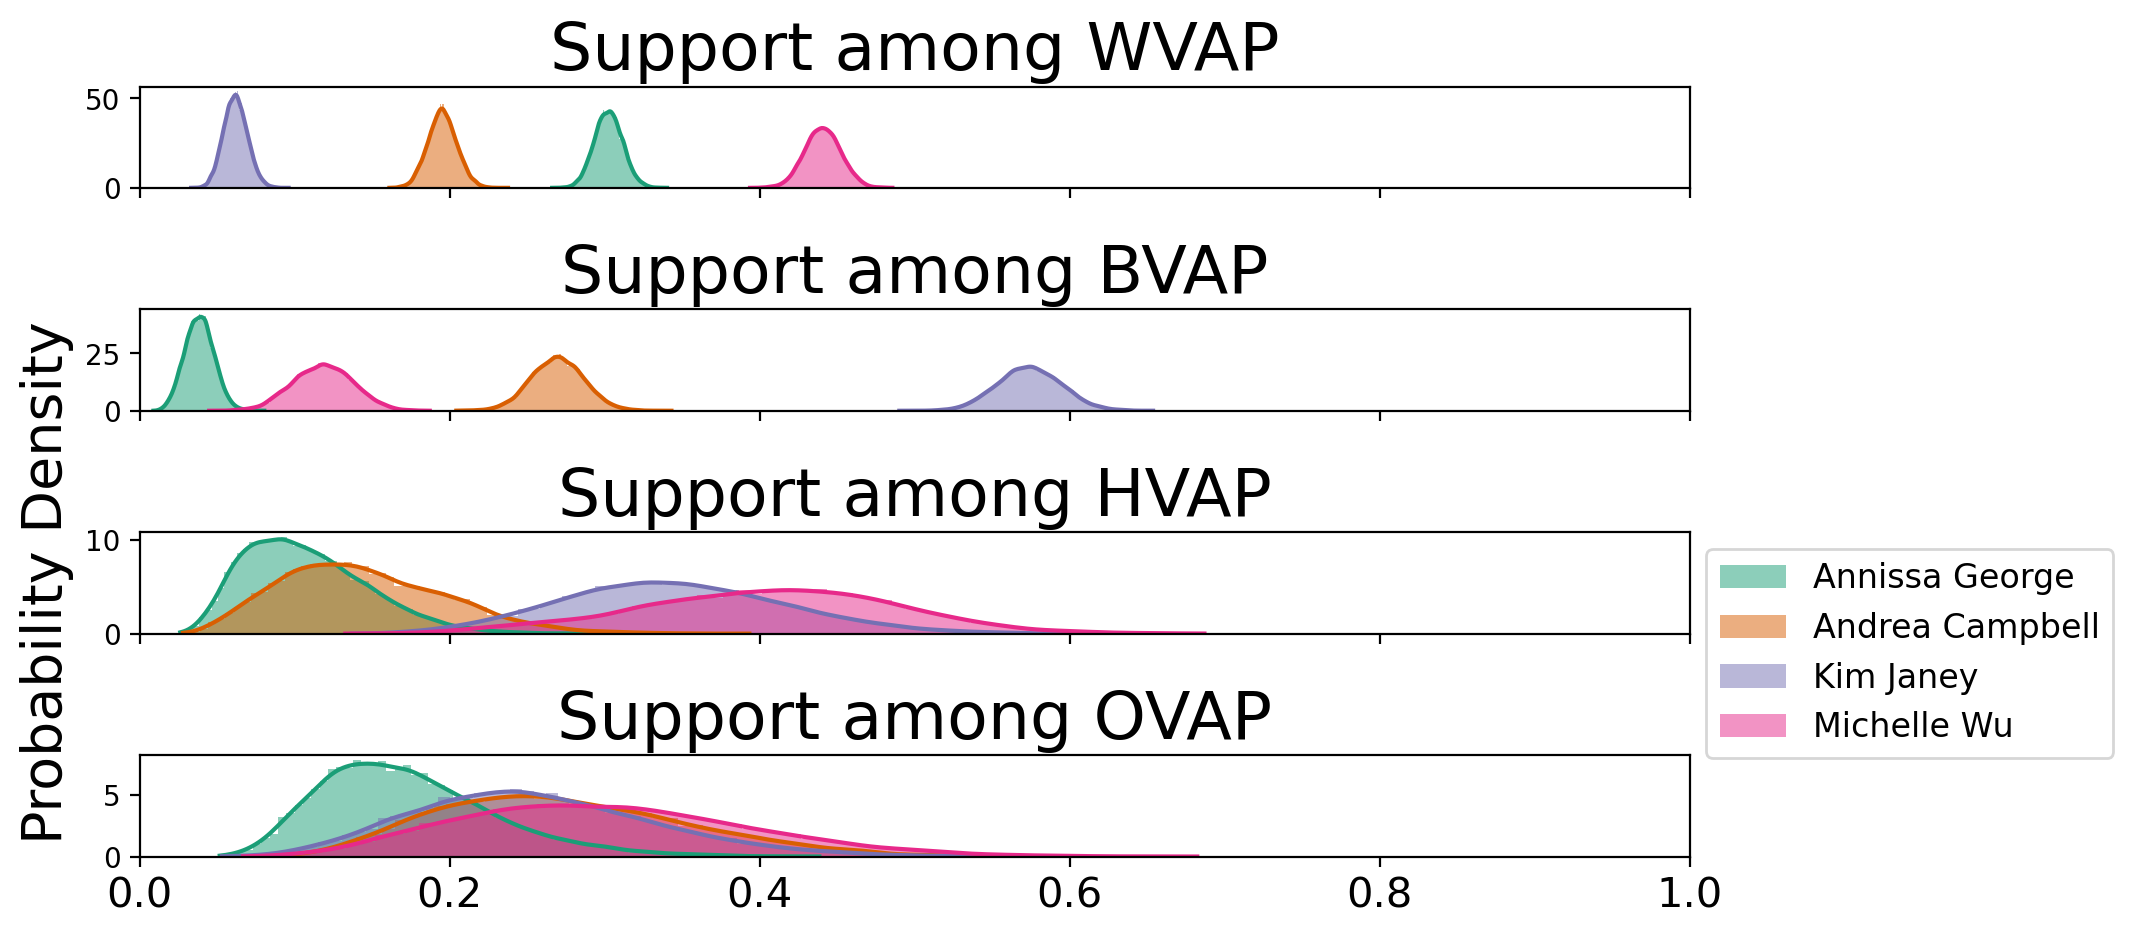 Support among WVAP
50
0
Support among BVAP
25
0
Support among HVAP
10
0
Support among OVAP
5
0
0.0 0.2 0.4 0.6 0.8 1.0
Probability Density
Annissa George
Andrea Campbell
Kim Janey
Michelle Wu